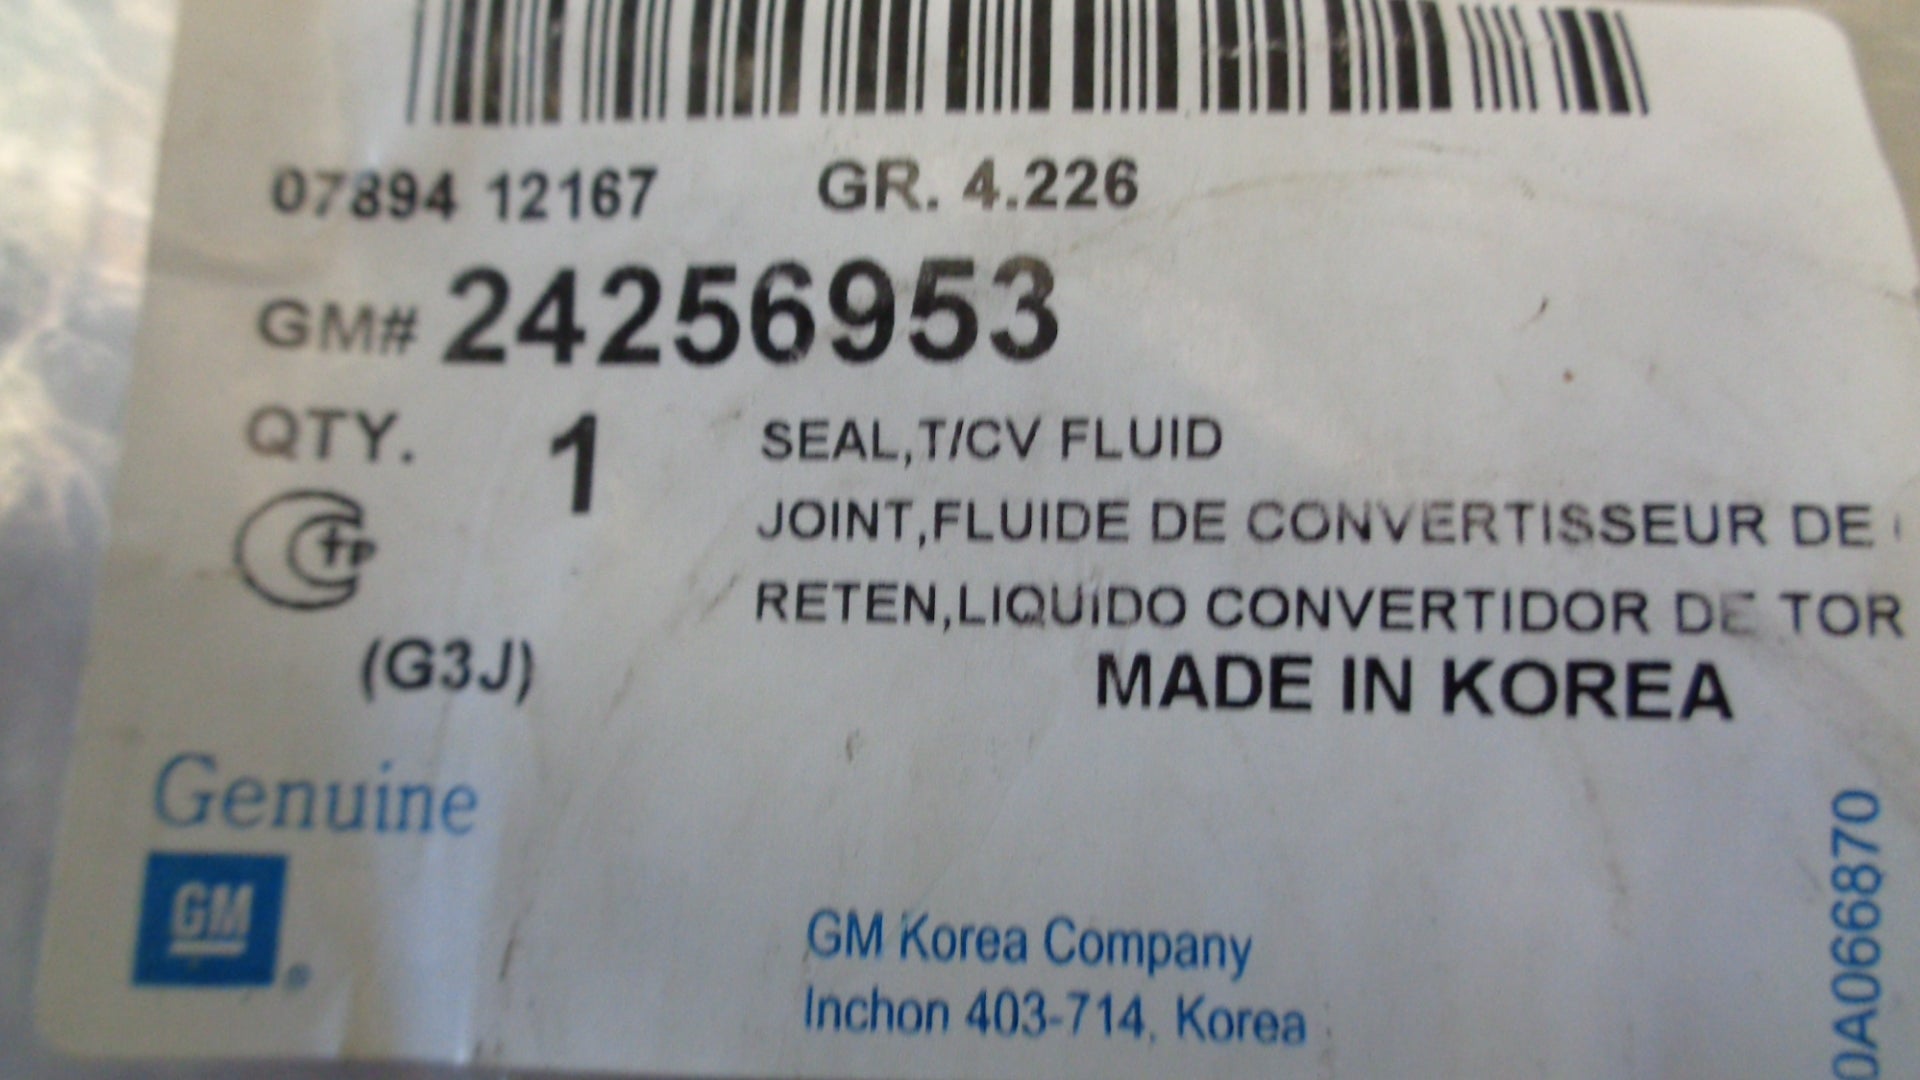 07894 12167 GR. 4.226
GM# 24256953
QTY. 1 SEAL,T/CV FLUID
JOINT,FLUIDE DE CONVERTISSEUR DE
RETEN,LIQUIDO CONVERTIDOR DE TOR
(G3J)
MADE IN KOREA
Genuine
GM
®
GM Korea Company
Inchon 403-714, Korea
0A066870